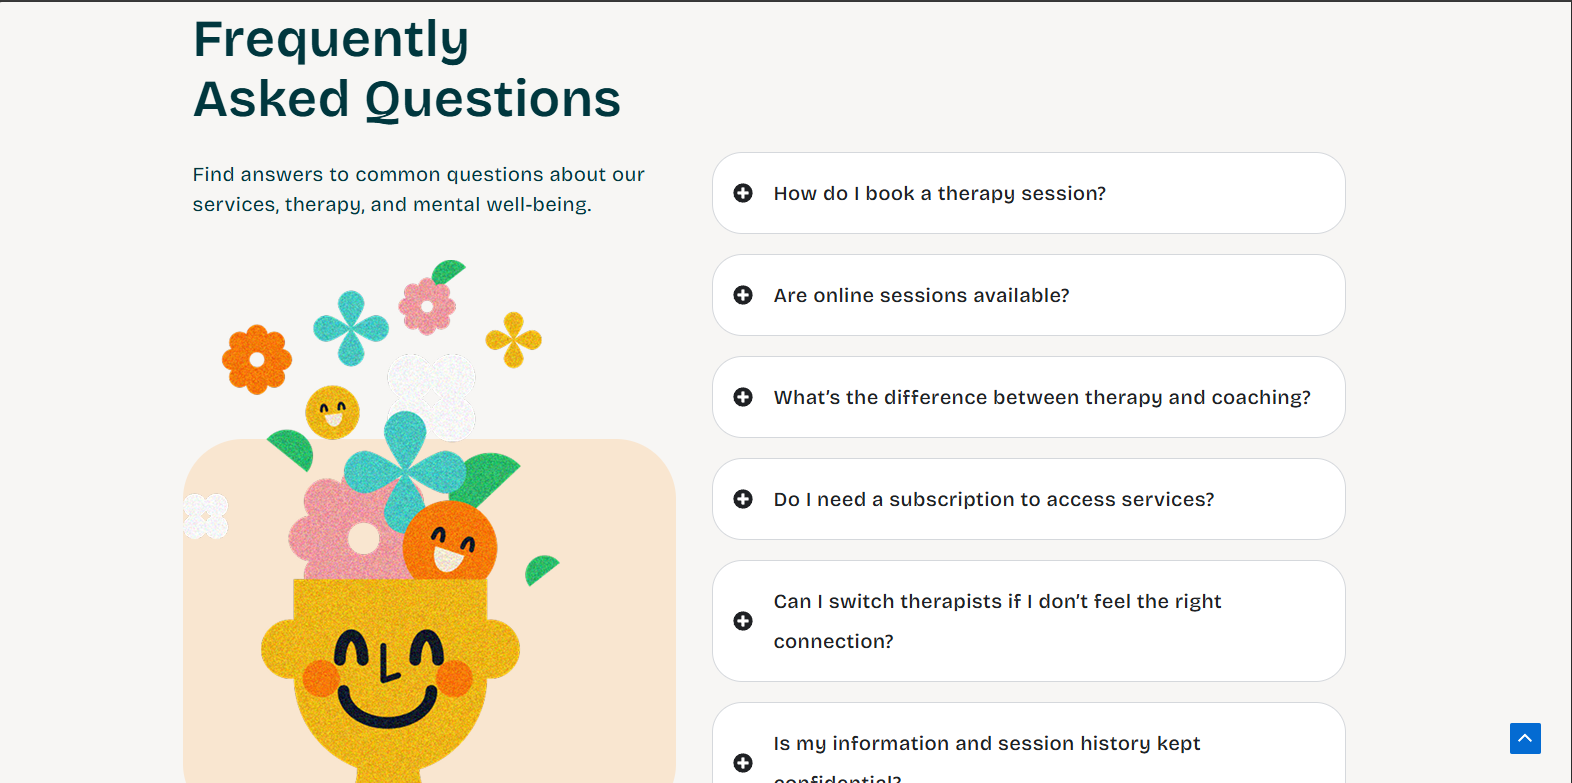 Frequently
Asked Questions
Find answers to common questions about our
services, therapy, and mental well-being.
How do I book a therapy session?
Are online sessions available?
What's the difference between therapy and coaching?
Do I need a subscription to access services?
Can I switch therapists if I don't feel the right
connection?
Is my information and session history kept
confidential?